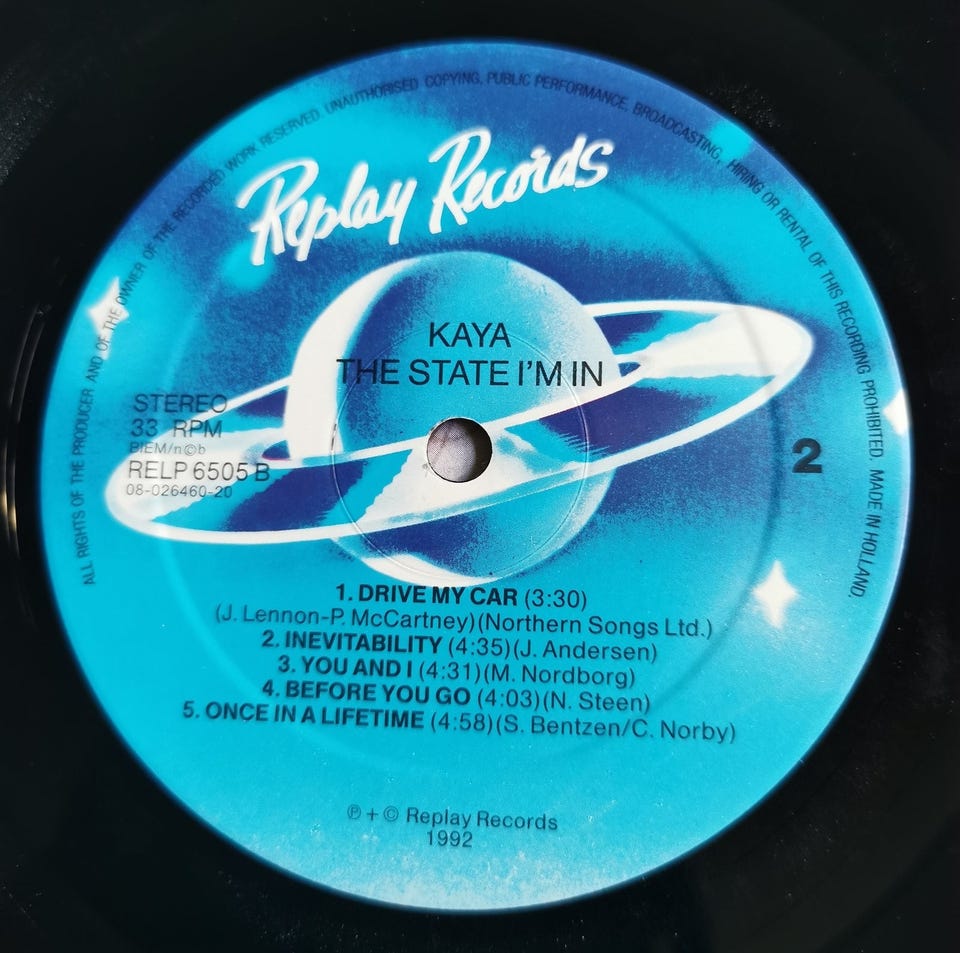 ALL RIGHTS OF THE PRODUCER AND OF THE OWNER OF THE RECORDED WORK RESERVED. UNAUTHORISED COPYING, PUBLIC PERFORMANCE, BROADCASTING, HIRING OR RENTAL OF THIS RECORDING PROHIBITED. MADE IN HOLLAND.
Replay Records
KAYA
THE STATE I'M IN
STEREO
33 RPM
BIEM/n©b
RELP 6505 B
08-026460-20
2
1. DRIVE MY CAR (3:30)
(J. Lennon-P. McCartney)(Northern Songs Ltd.)
2. INEVITABILITY (4:35)(J. Andersen)
3. YOU AND I (4:31)(M. Nordborg)
4. BEFORE YOU GO (4:03)(N. Steen)
5. ONCE IN A LIFETIME (4:58)(S. Bentzen/C. Norby)
℗ + © Replay Records
1992